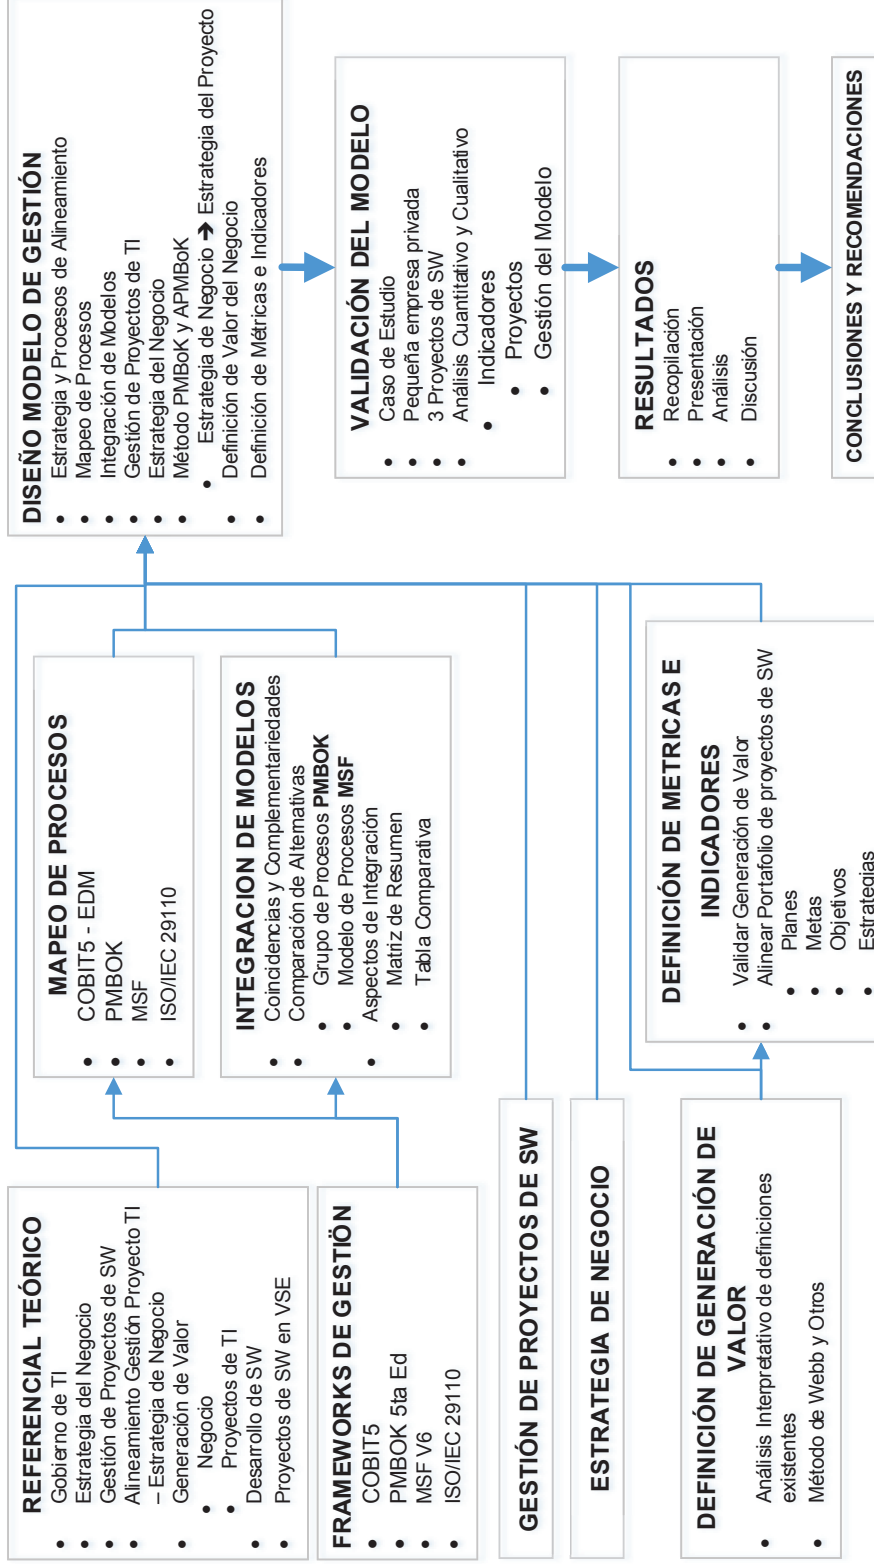 REFERENCIAL TEÓRICO
• Gobierno de TI
• Estrategia del Negocio
• Gestión de Proyectos de SW
• Alineamiento Gestión Proyecto TI
– Estrategia de Negocio
• Generación de Valor
• Negocio
• Proyectos de TI
• Desarrollo de SW
• Proyectos de SW en VSE
FRAMEWORKS DE GESTIÖN
• COBIT5
• PMBOK 5ta Ed
• MSF V6
• ISO/IEC 29110
GESTIÓN DE PROYECTOS DE SW
ESTRATEGIA DE NEGOCIO
DEFINICIÓN DE GENERACIÓN DE
VALOR
• Análisis Interpretativo de definiciones
existentes
• Método de Webb y Otros
MAPEO DE PROCESOS
• COBIT5 - EDM
• PMBOK
• MSF
• ISO/IEC 29110
INTEGRACION DE MODELOS
• Coincidencias y Complementariedades
• Comparación de Alternativas
• Grupo de Procesos PMBOK
• Modelo de Procesos MSF
• Aspectos de Integración
• Matriz de Resumen
• Tabla Comparativa
DEFINICIÓN DE METRICAS E
INDICADORES
• Validar Generación de Valor
• Alinear Portafolio de proyectos de SW
• Planes
• Metas
• Objetivos
• Estrategias
DISEÑO MODELO DE GESTIÓN
• Estrategia y Procesos de Alineamiento
• Mapeo de Procesos
• Integración de Modelos
• Gestión de Proyectos de TI
• Estrategia del Negocio
• Método PMBoK y APMBoK
• Estrategia de Negocio ➔ Estrategia del Proyecto
• Definición de Valor del Negocio
• Definición de Métricas e Indicadores
VALIDACIÓN DEL MODELO
• Caso de Estudio
• Pequeña empresa privada
• 3 Proyectos de SW
• Análisis Cuantitativo y Cualitativo
• Indicadores
• Proyectos
• Gestión del Modelo
RESULTADOS
• Recopilación
• Presentación
• Análisis
• Discusión
CONCLUSIONES Y RECOMENDACIONES